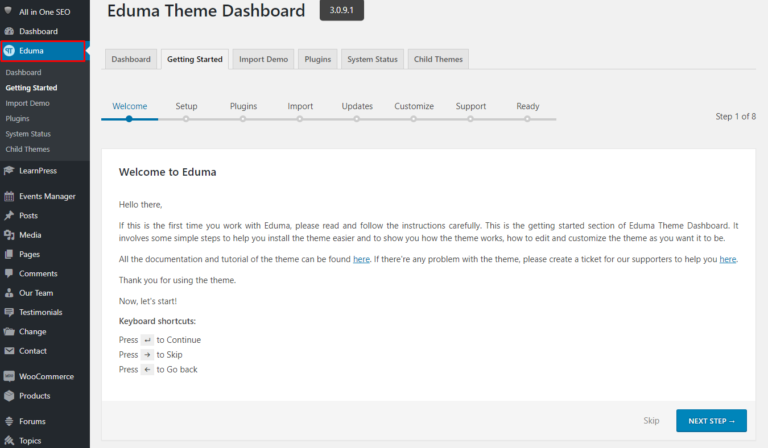 All in One SEO
Dashboard
Eduma
Dashboard
Getting Started
Import Demo
Plugins
System Status
Child Themes
LearnPress
Events Manager
Posts
Media
Pages
Comments
Our Team
Testimonials
Change
Contact
WooCommerce
Products
Forums
Topics
Eduma Theme Dashboard 3.0.9.1
Dashboard Getting Started Import Demo Plugins System Status Child Themes
Welcome Setup Plugins Import Updates Customize Support Ready
Step 1 of 8
Welcome to Eduma
Hello there,
If this is the first time you work with Eduma, please read and follow the instructions carefully. This is the getting started section of Eduma Theme Dashboard. It
involves some simple steps to help you install the theme easier and to show you how the theme works, how to edit and customize the theme as you want it to be.
All the documentation and tutorial of the theme can be found here. If there're any problem with the theme, please create a ticket for our supporters to help you here.
Thank you for using the theme.
Now, let's start!
Keyboard shortcuts:
Press ↵ to Continue
Press → to Skip
Press ← to Go back
Skip NEXT STEP →